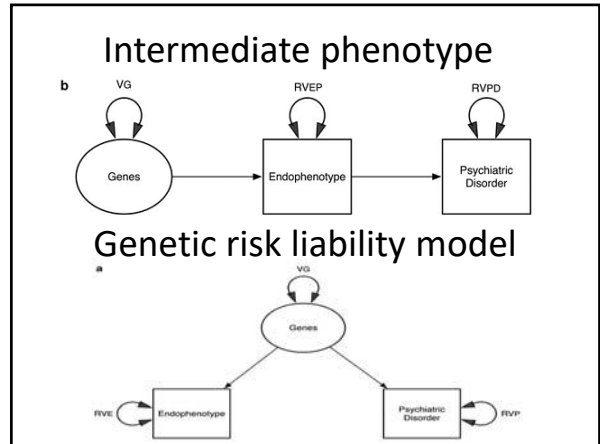 Intermediate phenotype
b
VG
RVEP
RVPD
Genes
Endophenotype
Psychiatric
Disorder
Genetic risk liability model
a
VG
Genes
RVE
Endophenotype
Psychiatric
Disorder
RVP